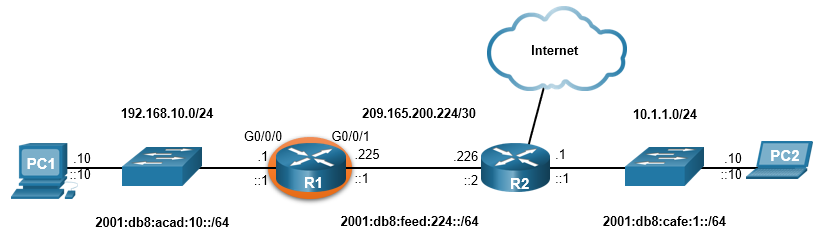 Internet
192.168.10.0/24
209.165.200.224/30
10.1.1.0/24
G0/0/0
G0/0/1
PC1
.10
::10
.1
::1
R1
.225
::1
.226
::2
R2
.1
::1
.10
::10
PC2
2001:db8:acad:10::/64
2001:db8:feed:224::/64
2001:db8:cafe:1::/64